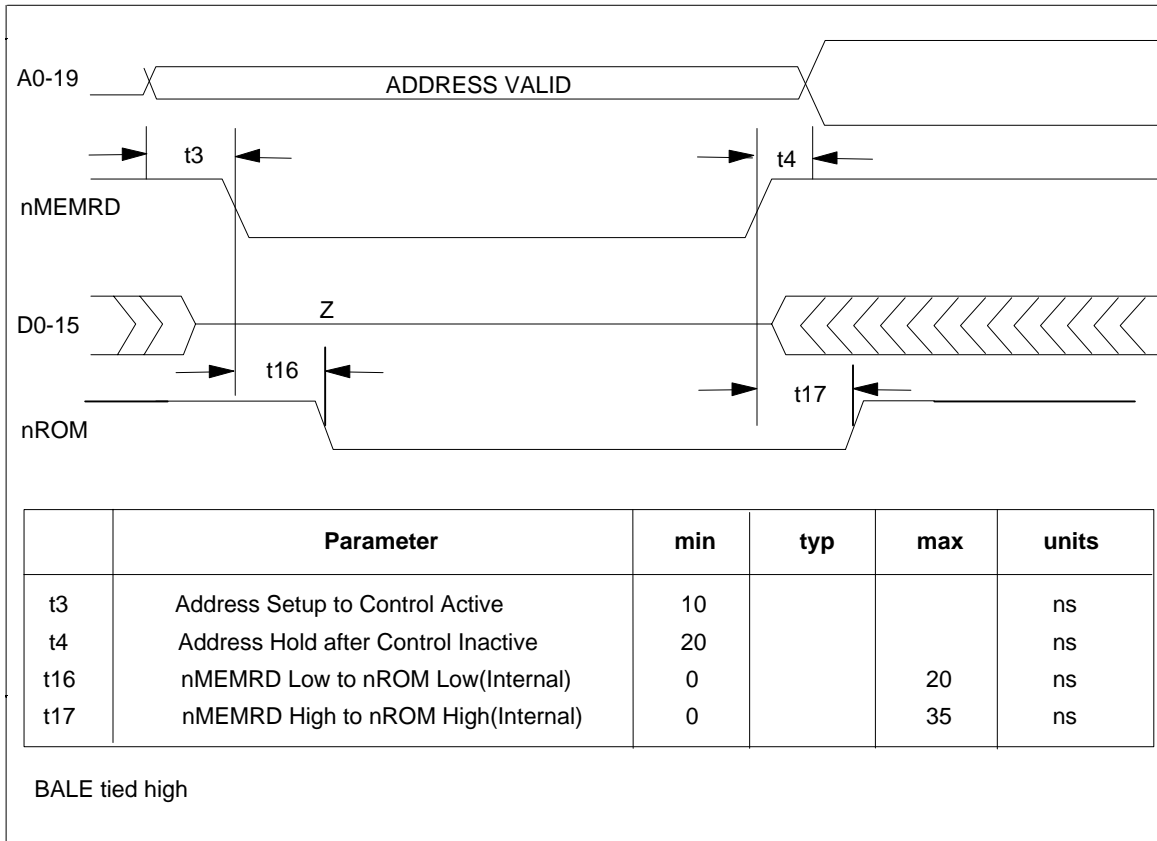 A0-19
ADDRESS VALID
t3
t4
nMEMRD
Z
D0-15
t16
t17
nROM
Parameter min typ max units
t3 Address Setup to Control Active 10 ns
t4 Address Hold after Control Inactive 20 ns
t16 nMEMRD Low to nROM Low(Internal) 0 20 ns
t17 nMEMRD High to nROM High(Internal) 0 35 ns
BALE tied high